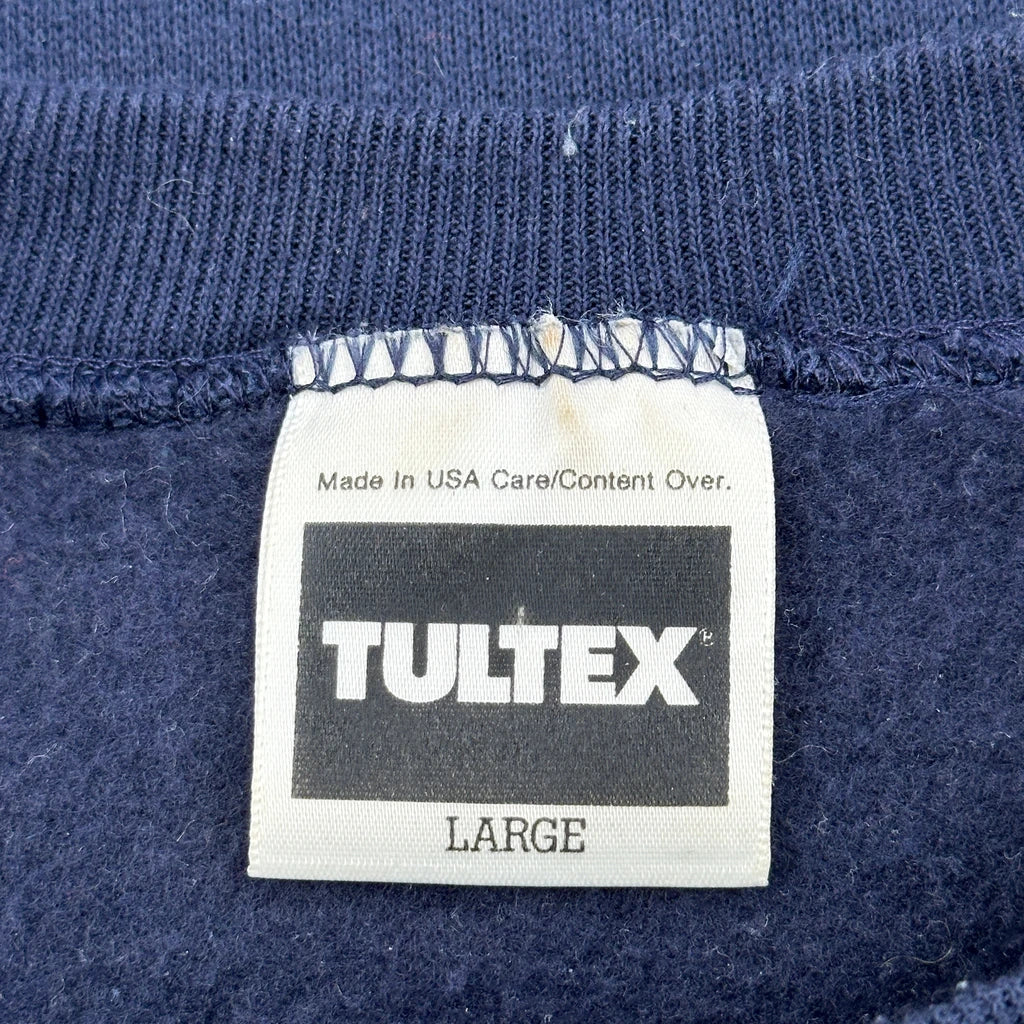 Made In USA Care/Content Over.
TULTEX®
LARGE